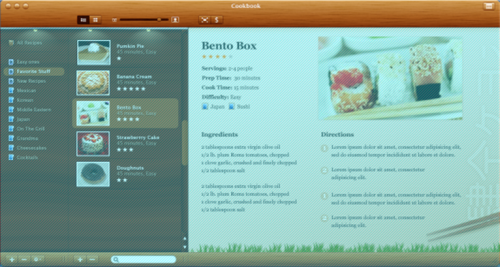 Cookbook
All Recipes
Easy ones
Favorite Stuff
New Recipes
Mexican
Korean
Middle Eastern
Japan
On The Grill
Grandma
Cheesecakes
Cocktails
Pumkin Pie
45 minutes, Easy
Banana Cream
45 minutes, Easy
Bento Box
45 minutes, Easy
Strawberry Cake
45 minutes, Easy
Doughnuts
45 minutes, Easy
Bento Box
Servings: 2-4 people
Prep Time: 30 minutes
Cook Time: 15 minutes
Difficulty: Easy
Japan
Sushi
Ingredients
2 tablespoons extra virgin olive oil
1/2 lb. plum Roma tomatoes, chopped
1 clove garlic, crushed and finely chopped
1/2 tablespoon salt
2 tablespoons extra virgin olive oil
1/2 lb. plum Roma tomatoes, chopped
1 clove garlic, crushed and finely chopped
1/2 tablespoon salt
Directions
Lorem ipsum dolor sit amet, consectetur adipisicing elit,
sed do eiusmod tempor incididunt ut labore et dolore.
Lorem ipsum dolor sit amet, consectetur adipisicing elit,
sed do eiusmod tempor incididunt ut labore et dolore.
Lorem ipsum dolor sit amet, consectetur
adipisicing elit.
Lorem ipsum dolor sit amet, consectetur
adipisicing elit.